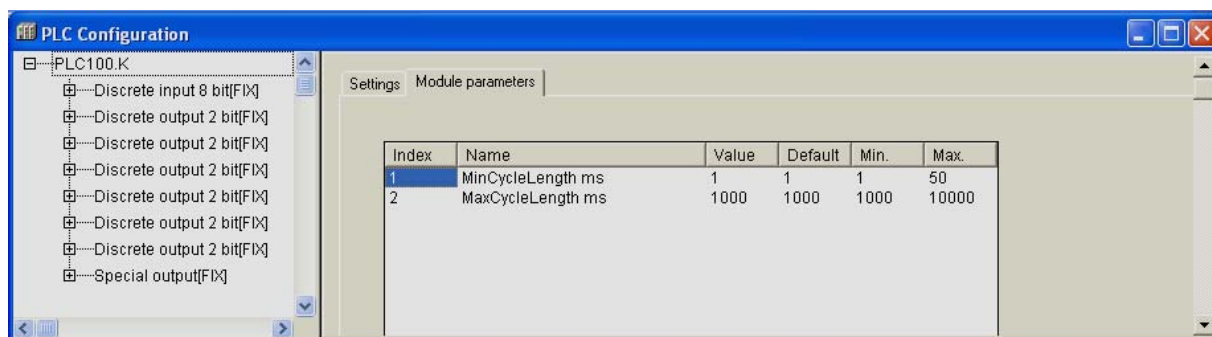 PLC Configuration
PLC100.K
Discrete input 8 bit[FIX]
Discrete output 2 bit[FIX]
Discrete output 2 bit[FIX]
Discrete output 2 bit[FIX]
Discrete output 2 bit[FIX]
Discrete output 2 bit[FIX]
Discrete output 2 bit[FIX]
Special output[FIX]
Settings Module parameters
Index Name Value Default Min. Max.
1 MinCycleLength ms 1 1 1 50
2 MaxCycleLength ms 1000 1000 1000 10000